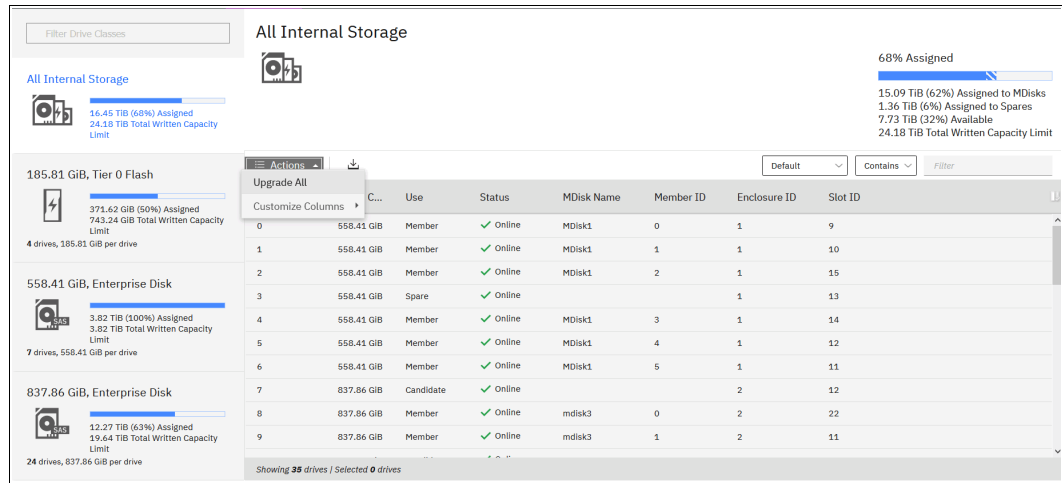 Filter Drive Classes
All Internal Storage
16.45 TiB (68%) Assigned
24.18 TiB Total Written Capacity
Limit
185.81 GiB, Tier 0 Flash
371.62 GiB (50%) Assigned
743.24 GiB Total Written Capacity
Limit
4 drives, 185.81 GiB per drive
558.41 GiB, Enterprise Disk
SAS
3.82 TiB (100%) Assigned
3.82 TiB Total Written Capacity
Limit
7 drives, 558.41 GiB per drive
837.86 GiB, Enterprise Disk
SAS
12.27 TiB (63%) Assigned
19.64 TiB Total Written Capacity
Limit
24 drives, 837.86 GiB per drive
All Internal Storage
68% Assigned
15.09 TiB (62%) Assigned to MDisks
1.36 TiB (6%) Assigned to Spares
7.73 TiB (32%) Available
24.18 TiB Total Written Capacity Limit
Actions
Default Contains Filter
Upgrade All
Customize Columns
C... Use Status MDisk Name Member ID Enclosure ID Slot ID
0 558.41 GiB Member Online MDisk1 0 1 9
1 558.41 GiB Member Online MDisk1 1 1 10
2 558.41 GiB Member Online MDisk1 2 1 15
3 558.41 GiB Spare Online 1 13
4 558.41 GiB Member Online MDisk1 3 1 14
5 558.41 GiB Member Online MDisk1 4 1 12
6 558.41 GiB Member Online MDisk1 5 1 11
7 837.86 GiB Candidate Online 2 12
8 837.86 GiB Member Online mdisk3 0 2 22
9 837.86 GiB Member Online mdisk3 1 2 11
Showing 35 drives | Selected 0 drives